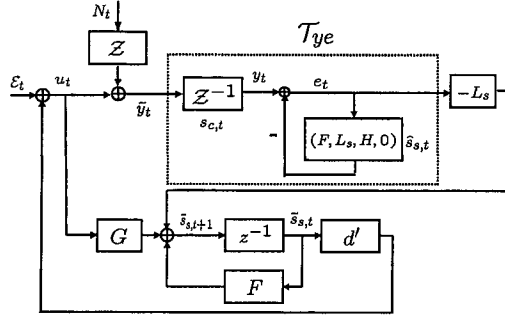 N_t
𝒯_ye
𝒵
ℰ_t u_t ỹ_t 𝒵⁻¹ y_t e_t −L_s
s_{c,t}
-
(F, L_s, H, 0) ŝ_{s,t}
G s̃_{s,t+1} z⁻¹ s̃_{s,t} d′
F